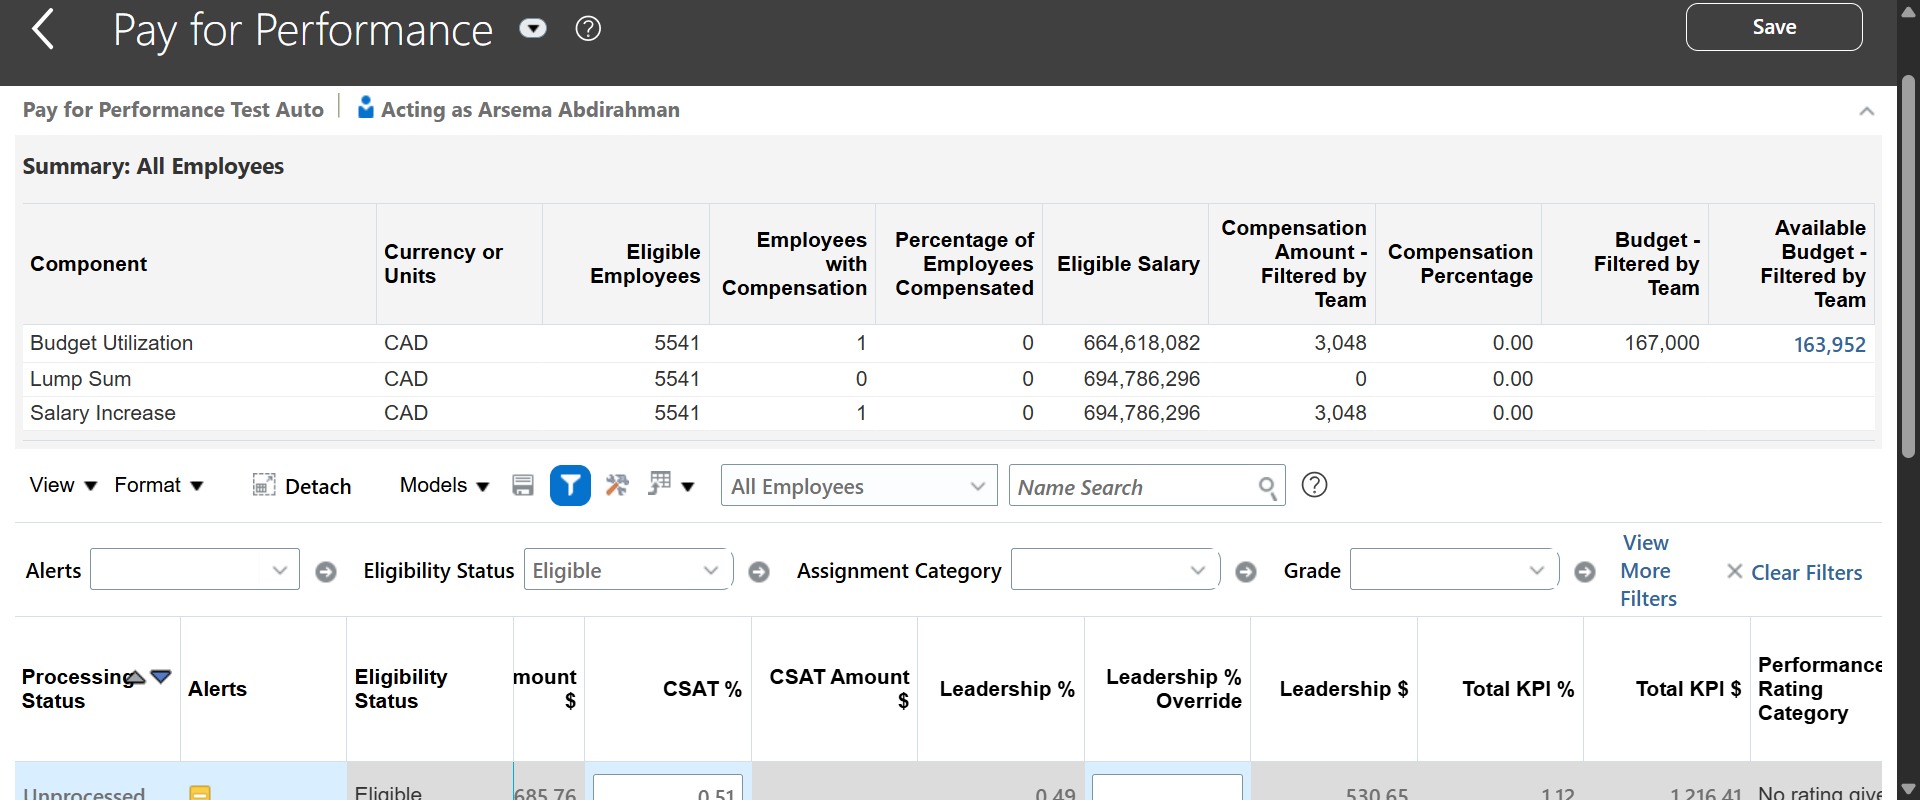 Pay for Performance
Save
Pay for Performance Test Auto
Acting as Arsema Abdirahman
Summary: All Employees
Component
Currency or Units
Eligible Employees
Employees with Compensation
Percentage of Employees Compensated
Eligible Salary
Compensation Amount - Filtered by Team
Compensation Percentage
Budget - Filtered by Team
Available Budget - Filtered by Team
Budget Utilization CAD 5541 1 0 664,618,082 3,048 0.00 167,000 163,952
Lump Sum CAD 5541 0 0 694,786,296 0 0.00
Salary Increase CAD 5541 1 0 694,786,296 3,048 0.00
View Format Detach Models All Employees Name Search
Alerts Eligibility Status Eligible Assignment Category Grade
View More Filters
Clear Filters
Processing Status
Alerts
Eligibility Status
mount $
CSAT %
CSAT Amount $
Leadership %
Leadership % Override
Leadership $
Total KPI %
Total KPI $
Performance Rating Category
Unprocessed Eligible 685.76 0.51 0.49 530.65 1.12 1,216.41 No rating give